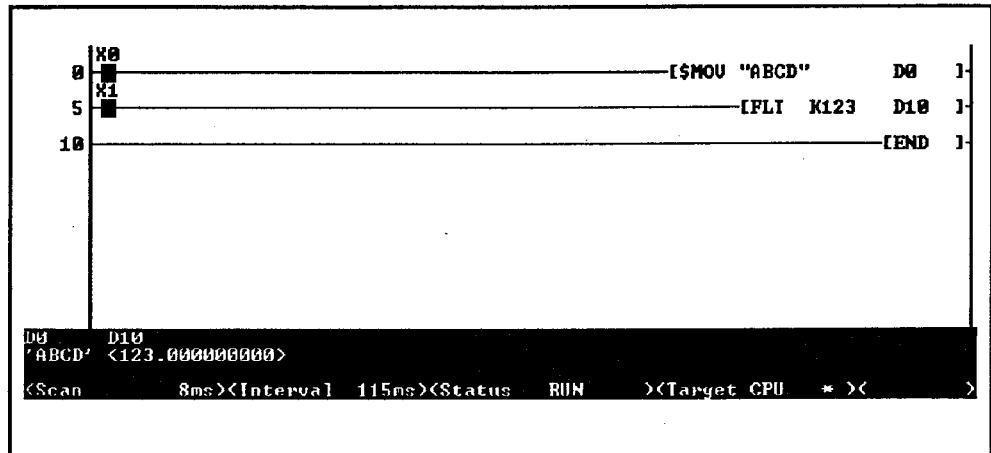 X0
0 [$MOV "ABCD" D0 ]
X1
5 [FLT K123 D10 ]
10 [END ]
D0 D10
'ABCD' <123.000000000>
<Scan 8ms><Interval 115ms><Status RUN ><Target CPU * >< >